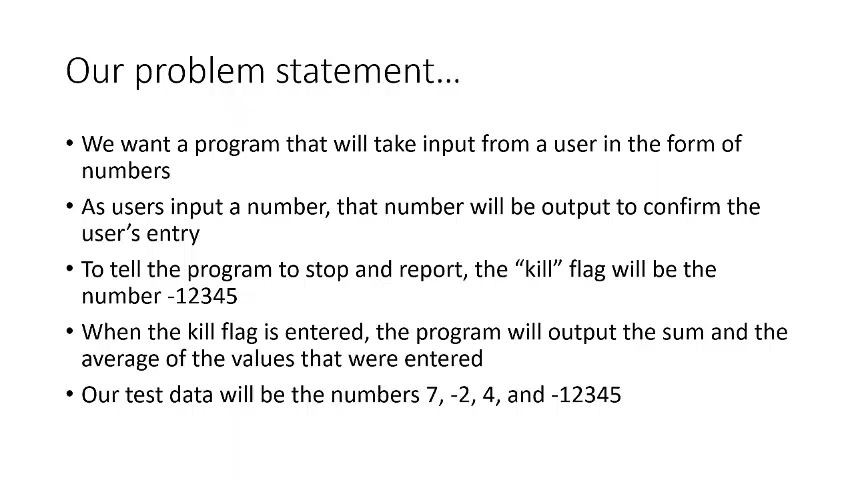 Our problem statement...
• We want a program that will take input from a user in the form of
numbers
• As users input a number, that number will be output to confirm the
user's entry
• To tell the program to stop and report, the “kill” flag will be the
number -12345
• When the kill flag is entered, the program will output the sum and the
average of the values that were entered
• Our test data will be the numbers 7, -2, 4, and -12345